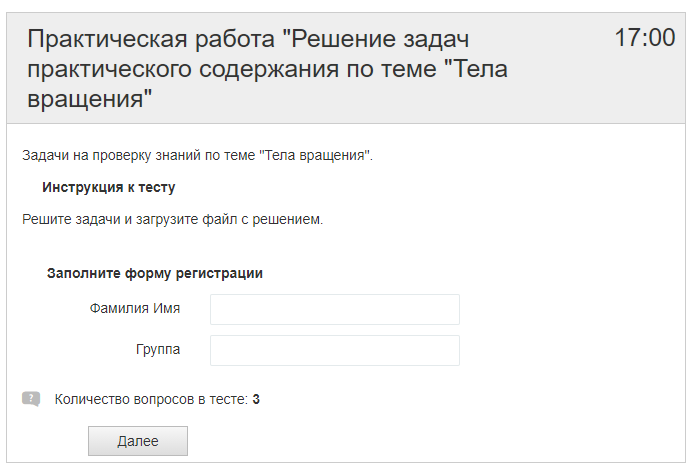 Практическая работа "Решение задач
17:00
практического содержания по теме "Тела
вращения"
Задачи на проверку знаний по теме "Тела вращения".
Инструкция к тесту
Решите задачи и загрузите файл с решением.
Заполните форму регистрации
Фамилия Имя
Группа
? Количество вопросов в тесте: 3
Далее